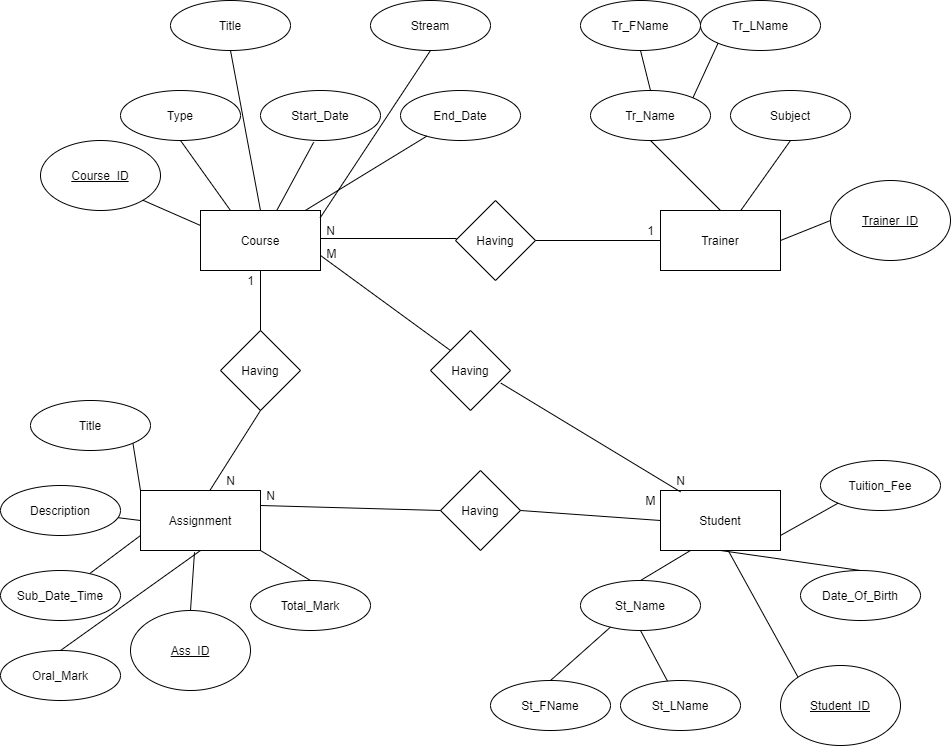 Title
Stream
Tr_FName
Tr_LName
Type
Start_Date
End_Date
Tr_Name
Subject
Course_ID
Trainer_ID
Course
N
Having
1
Trainer
M
1
Having
Having
Title
N
N
Tuition_Fee
N
M
Description
Assignment
Having
Student
Sub_Date_Time
Total_Mark
St_Name
Date_Of_Birth
Oral_Mark
Ass_ID
St_FName
St_LName
Student_ID